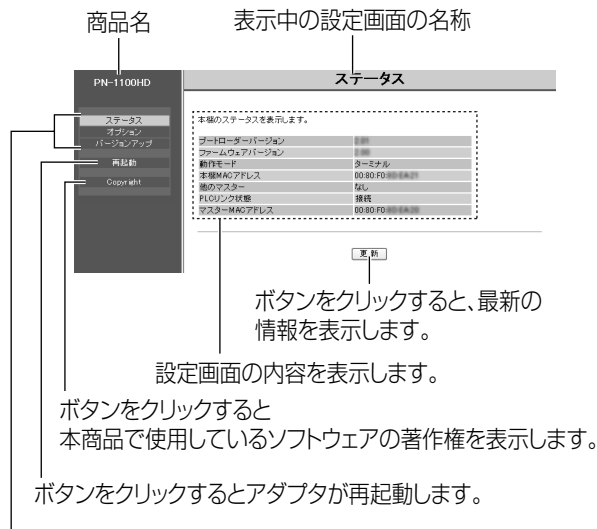 商品名
表示中の設定画面の名称
PN-1100HD
ステータス
ステータス
オプション
バージョンアップ
再起動
Copyright
本機のステータスを表示します。
ブートローダーバージョン
ファームウェアバージョン
動作モード ターミナル
本機MACアドレス 00:80:F0
他のマスター なし
PLCリンク状態 接続
マスターMACアドレス 00:80:F0
更新
ボタンをクリックすると、最新の
情報を表示します。
設定画面の内容を表示します。
ボタンをクリックすると
本商品で使用しているソフトウェアの著作権を表示します。
ボタンをクリックするとアダプタが再起動します。